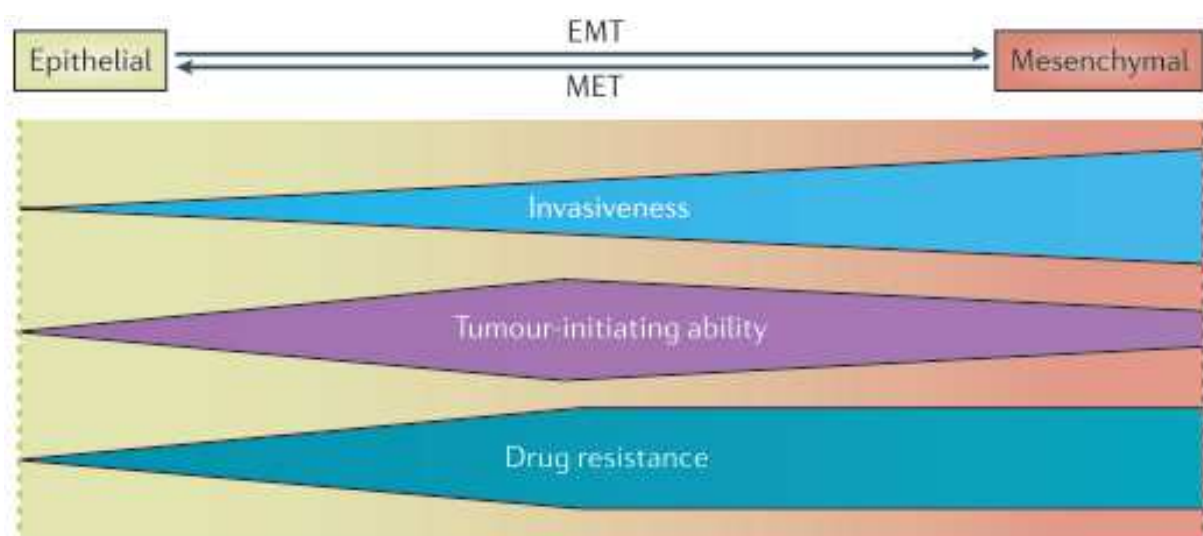 EMT
Epithelial
Mesenchymal
MET
Invasiveness
Tumour-initiating ability
Drug resistance